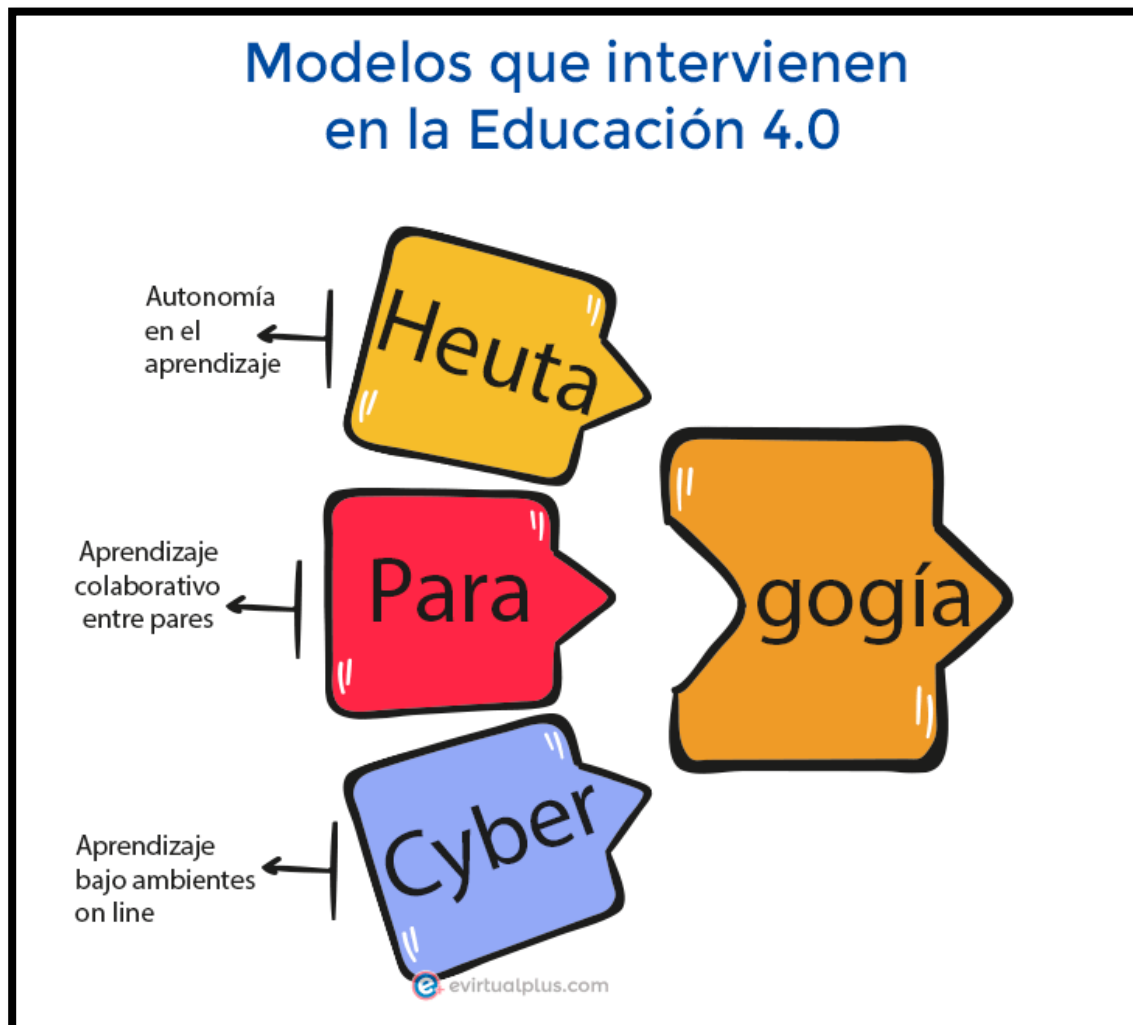 Modelos que intervienen
en la Educación 4.0
Autonomía
en el
aprendizaje
Heuta
Aprendizaje
colaborativo
entre pares
Para
gogía
Aprendizaje
bajo ambientes
on line
Cyber
e+ evirtualplus.com